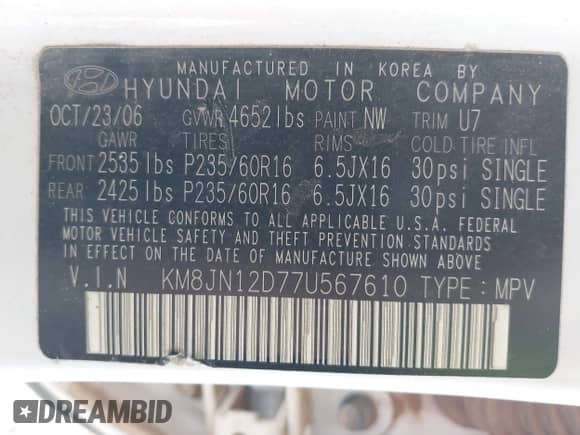 MANUFACTURED IN KOREA BY
HYUNDAI MOTOR COMPANY
OCT/23/06 GVWR 4652lbs PAINT NW TRIM U7
GAWR TIRES RIMS COLD TIRE INFL
FRONT 2535lbs P235/60R16 6.5JX16 30psi SINGLE
REAR 2425lbs P235/60R16 6.5JX16 30psi SINGLE
THIS VEHICLE CONFORMS TO ALL APPLICABLE U.S.A. FEDERAL
MOTOR VEHICLE SAFETY AND THEFT PREVENTION STANDARDS
IN EFFECT ON THE DATE OF MANUFACTURE SHOWN ABOVE.
V.I.N KM8JN12D77U567610 TYPE : MPV
DREAMBID